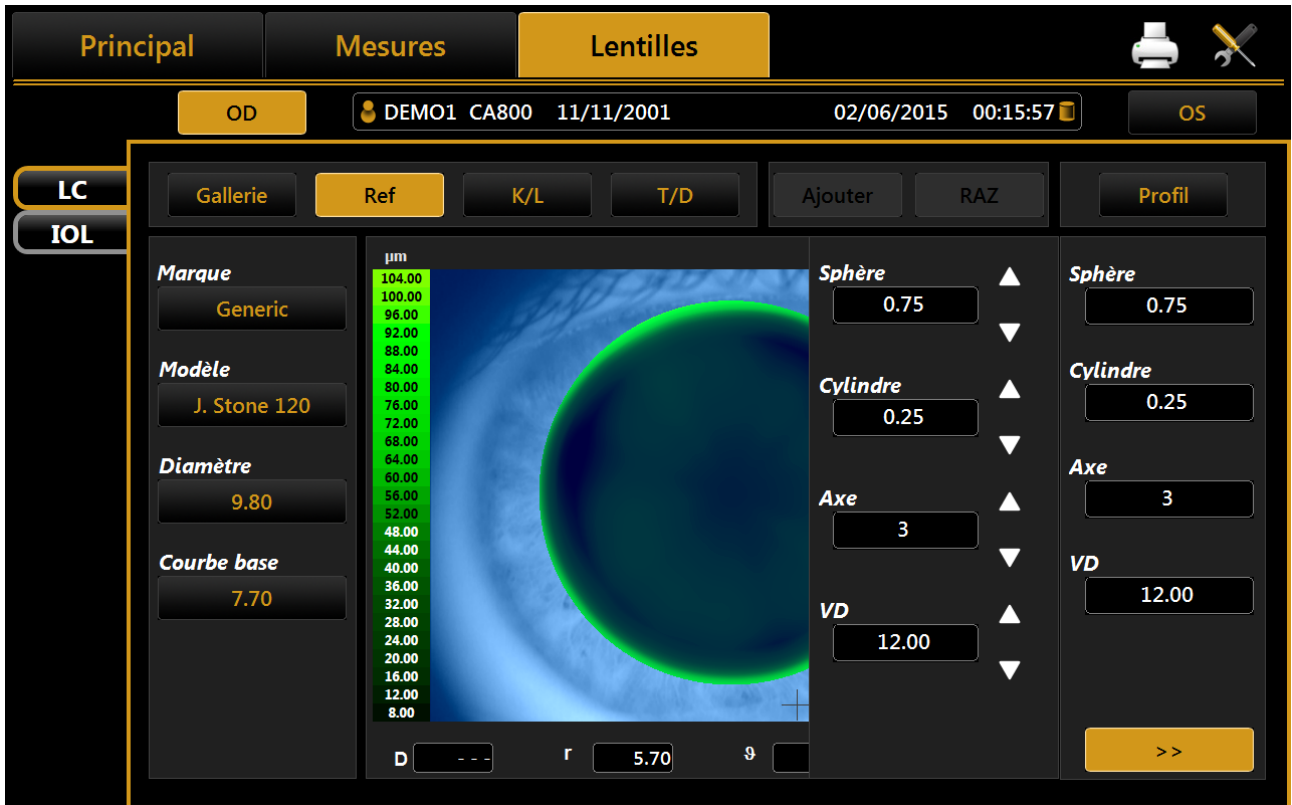 Principal Mesures Lentilles
OD DEMO1 CA800 11/11/2001 02/06/2015 00:15:57 OS
LC
IOL
Gallerie Ref K/L T/D Ajouter RAZ Profil
Marque
Generic
Modèle
J. Stone 120
Diamètre
9.80
Courbe base
7.70
µm
104.00
100.00
96.00
92.00
88.00
84.00
80.00
76.00
72.00
68.00
64.00
60.00
56.00
52.00
48.00
44.00
40.00
36.00
32.00
28.00
24.00
20.00
16.00
12.00
8.00
D - - - r 5.70 ϑ
Sphère
0.75
Cylindre
0.25
Axe
3
VD
12.00
Sphère
0.75
Cylindre
0.25
Axe
3
VD
12.00
>>